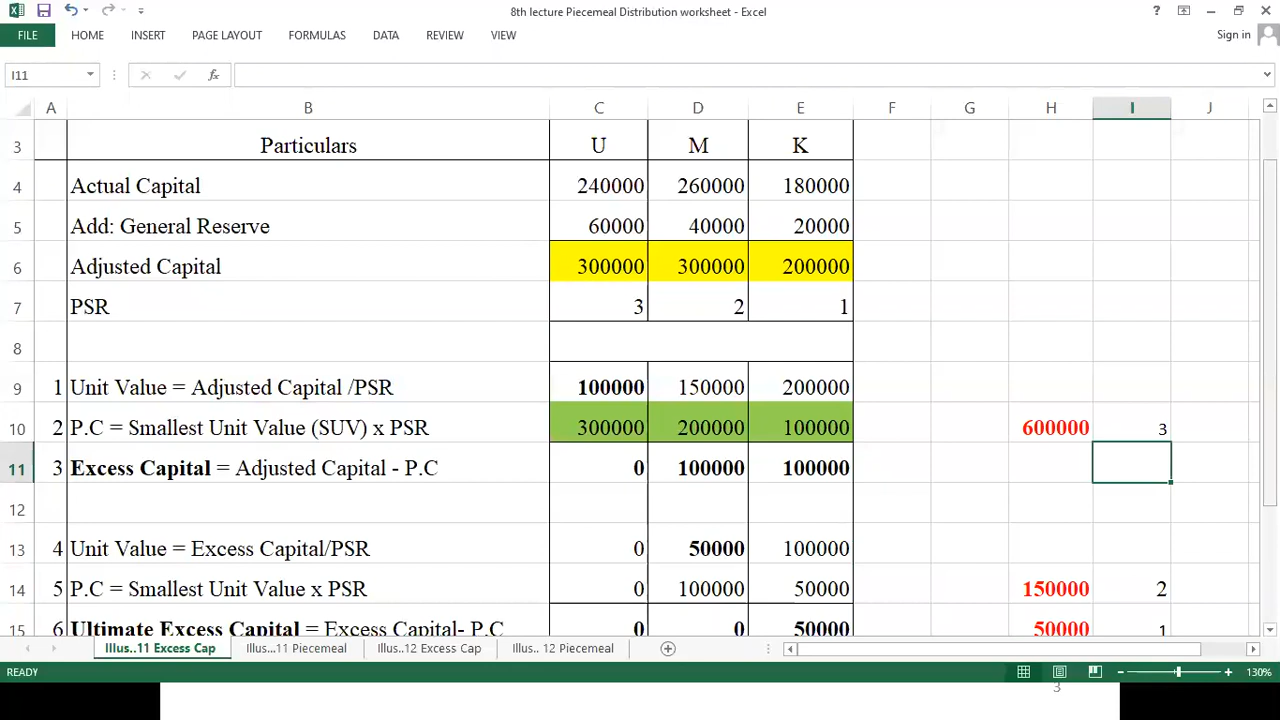 8th lecture Piecemeal Distribution worksheet - Excel
?
FILE HOME INSERT PAGE LAYOUT FORMULAS DATA REVIEW VIEW
Sign in
I11 fx
A B C D E F G H I J
3 Particulars U M K
4 Actual Capital 240000 260000 180000
5 Add: General Reserve 60000 40000 20000
6 Adjusted Capital 300000 300000 200000
7 PSR 3 2 1
8
9 1 Unit Value = Adjusted Capital /PSR 100000 150000 200000
10 2 P.C = Smallest Unit Value (SUV) x PSR 300000 200000 100000 600000 3
11 3 Excess Capital = Adjusted Capital - P.C 0 100000 100000
12
13 4 Unit Value = Excess Capital/PSR 0 50000 100000
14 5 P.C = Smallest Unit Value x PSR 0 100000 50000 150000 2
15 6 Ultimate Excess Capital = Excess Capital- P.C 0 0 50000 50000 1
Illus..11 Excess Cap Illus...11 Piecemeal Illus..12 Excess Cap Illus.. 12 Piecemeal
READY 130%
3